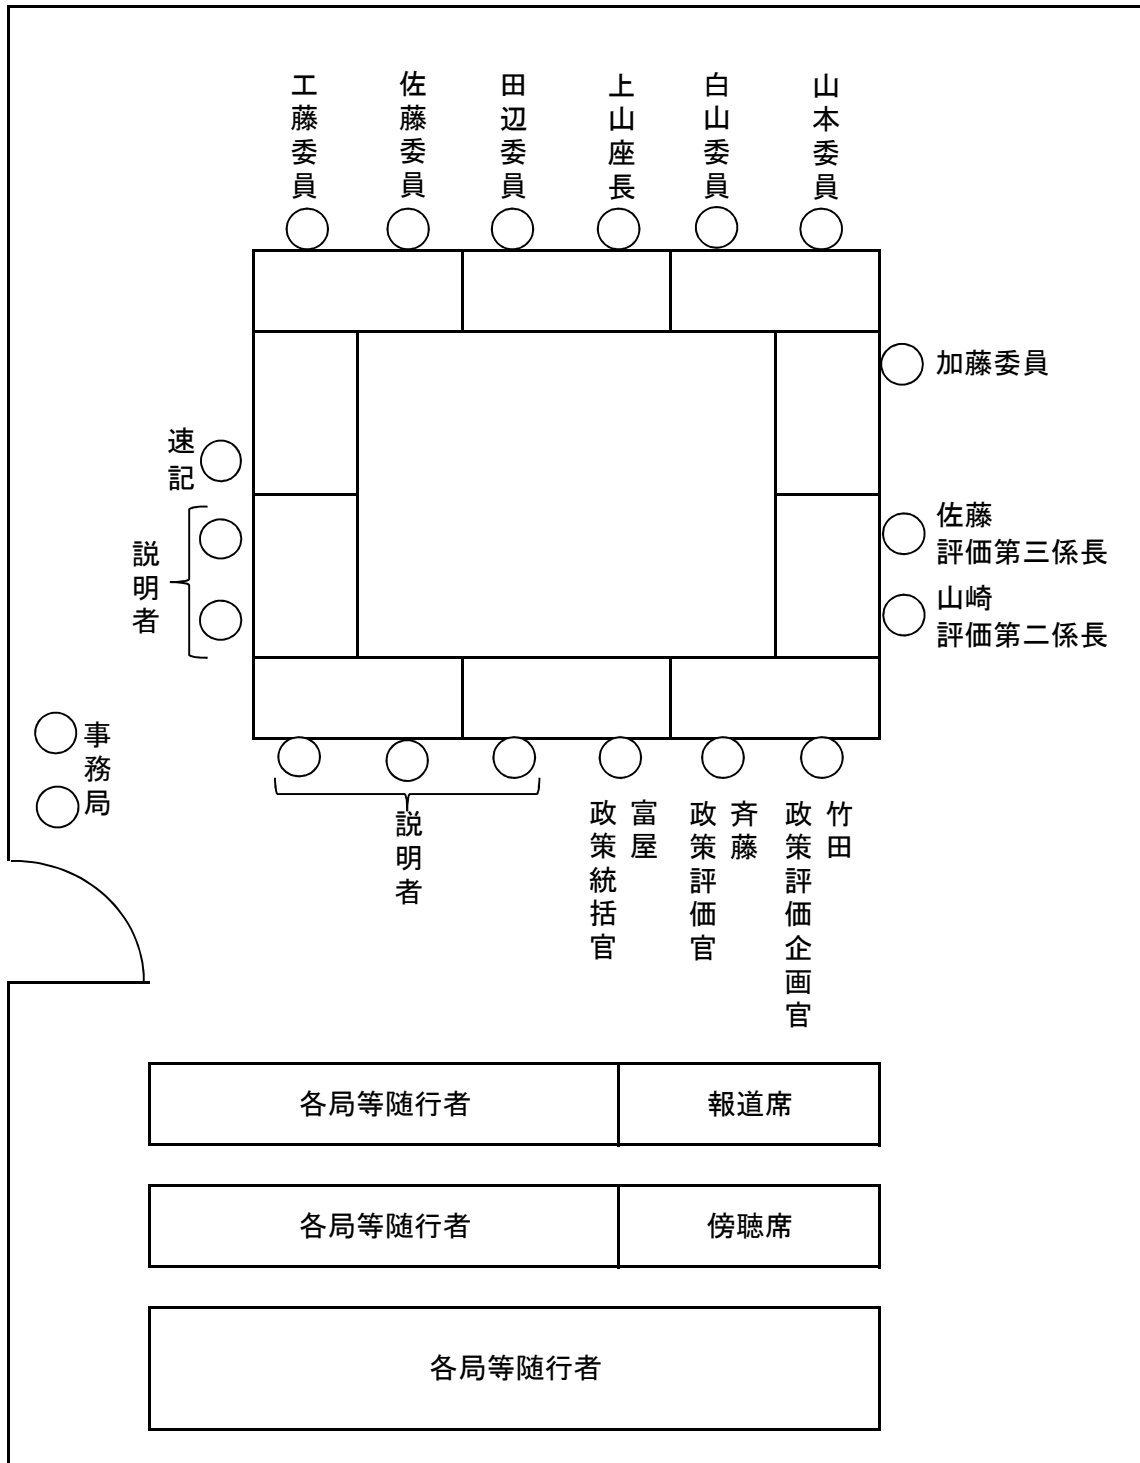 工藤委員
佐藤委員
田辺委員
上山座長
白山委員
山本委員
加藤委員
速記
説明者
佐藤
評価第三係長
山崎
評価第二係長
事務局
説明者
富屋
政策統括官
斉藤
政策評価官
竹田
政策評価企画官
各局等随行者
報道席
各局等随行者
傍聴席
各局等随行者